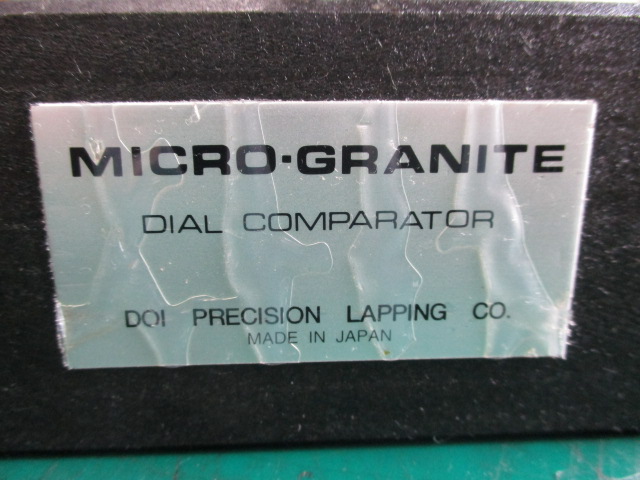 MICRO-GRANITE
DIAL COMPARATOR
DOI PRECISION LAPPING CO.
MADE IN JAPAN